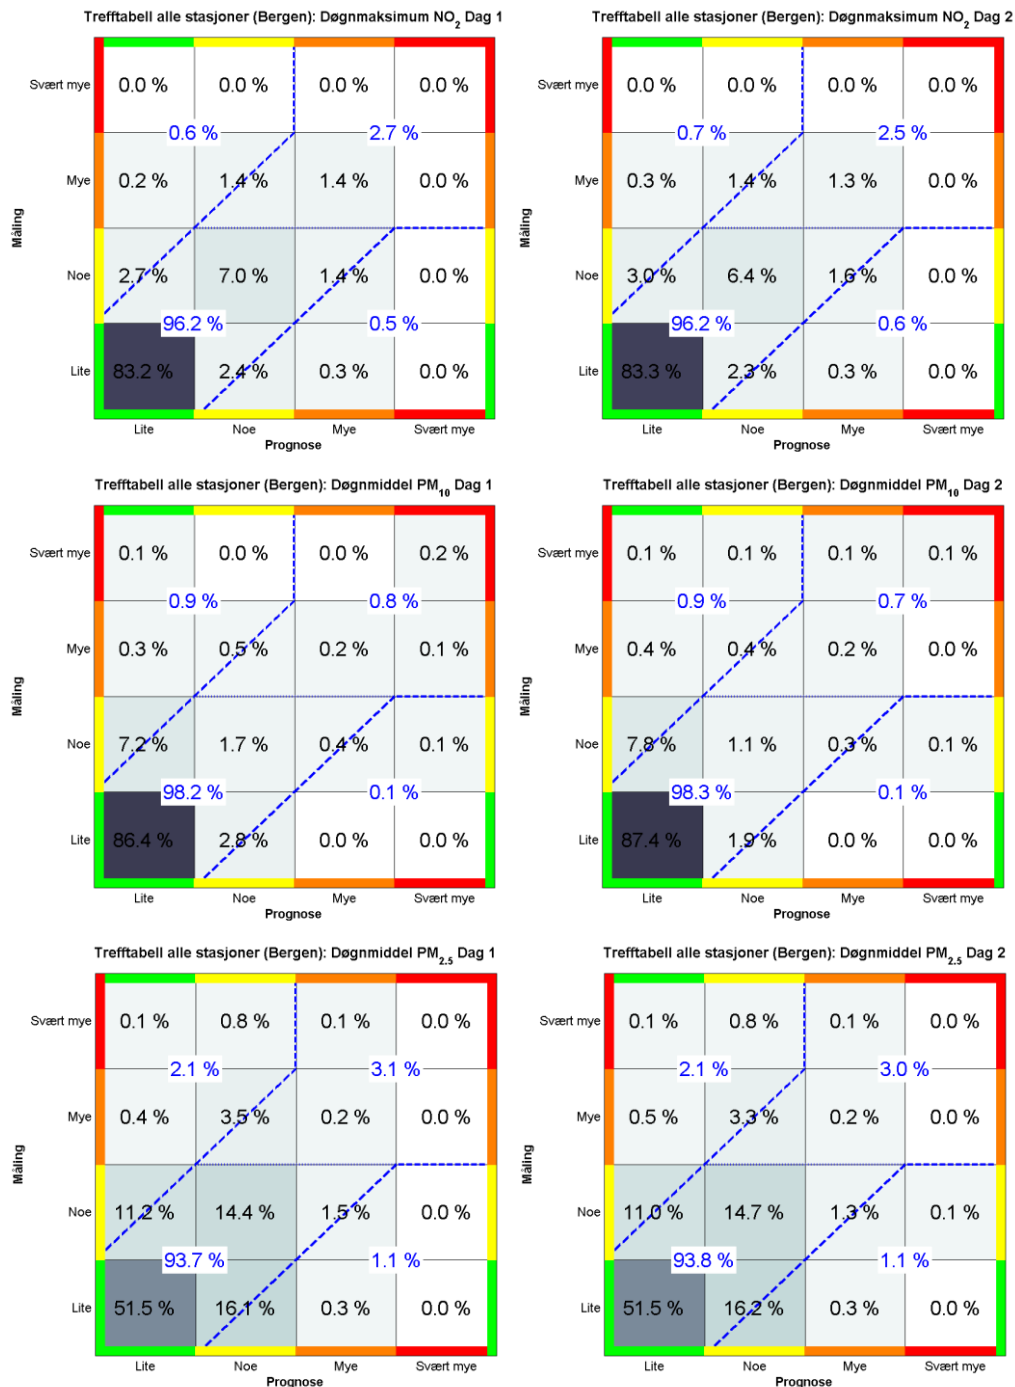 Trefftabell alle stasjoner (Bergen): Døgnmaksimum NO2 Dag 1
Svært mye 0.0 % 0.0 % 0.0 % 0.0 %
0.6 % 2.7 %
Mye 0.2 % 1.4 % 1.4 % 0.0 %
Måling
Noe 2.7 % 7.0 % 1.4 % 0.0 %
96.2 % 0.5 %
Lite 83.2 % 2.4 % 0.3 % 0.0 %
Lite Noe Mye Svært mye
Prognose
Trefftabell alle stasjoner (Bergen): Døgnmaksimum NO2 Dag 2
Svært mye 0.0 % 0.0 % 0.0 % 0.0 %
0.7 % 2.5 %
Mye 0.3 % 1.4 % 1.3 % 0.0 %
Måling
Noe 3.0 % 6.4 % 1.6 % 0.0 %
96.2 % 0.6 %
Lite 83.3 % 2.3 % 0.3 % 0.0 %
Lite Noe Mye Svært mye
Prognose
Trefftabell alle stasjoner (Bergen): Døgnmiddel PM10 Dag 1
Svært mye 0.1 % 0.0 % 0.0 % 0.2 %
0.9 % 0.8 %
Mye 0.3 % 0.5 % 0.2 % 0.1 %
Måling
Noe 7.2 % 1.7 % 0.4 % 0.1 %
98.2 % 0.1 %
Lite 86.4 % 2.8 % 0.0 % 0.0 %
Lite Noe Mye Svært mye
Prognose
Trefftabell alle stasjoner (Bergen): Døgnmiddel PM10 Dag 2
Svært mye 0.1 % 0.1 % 0.1 % 0.1 %
0.9 % 0.7 %
Mye 0.4 % 0.4 % 0.2 % 0.0 %
Måling
Noe 7.8 % 1.1 % 0.3 % 0.1 %
98.3 % 0.1 %
Lite 87.4 % 1.9 % 0.0 % 0.0 %
Lite Noe Mye Svært mye
Prognose
Trefftabell alle stasjoner (Bergen): Døgnmiddel PM2.5 Dag 1
Svært mye 0.1 % 0.8 % 0.1 % 0.0 %
2.1 % 3.1 %
Mye 0.4 % 3.5 % 0.2 % 0.0 %
Måling
Noe 11.2 % 14.4 % 1.5 % 0.0 %
93.7 % 1.1 %
Lite 51.5 % 16.1 % 0.3 % 0.0 %
Lite Noe Mye Svært mye
Prognose
Trefftabell alle stasjoner (Bergen): Døgnmiddel PM2.5 Dag 2
Svært mye 0.1 % 0.8 % 0.1 % 0.0 %
2.1 % 3.0 %
Mye 0.5 % 3.3 % 0.2 % 0.0 %
Måling
Noe 11.0 % 14.7 % 1.3 % 0.1 %
93.8 % 1.1 %
Lite 51.5 % 16.2 % 0.3 % 0.0 %
Lite Noe Mye Svært mye
Prognose